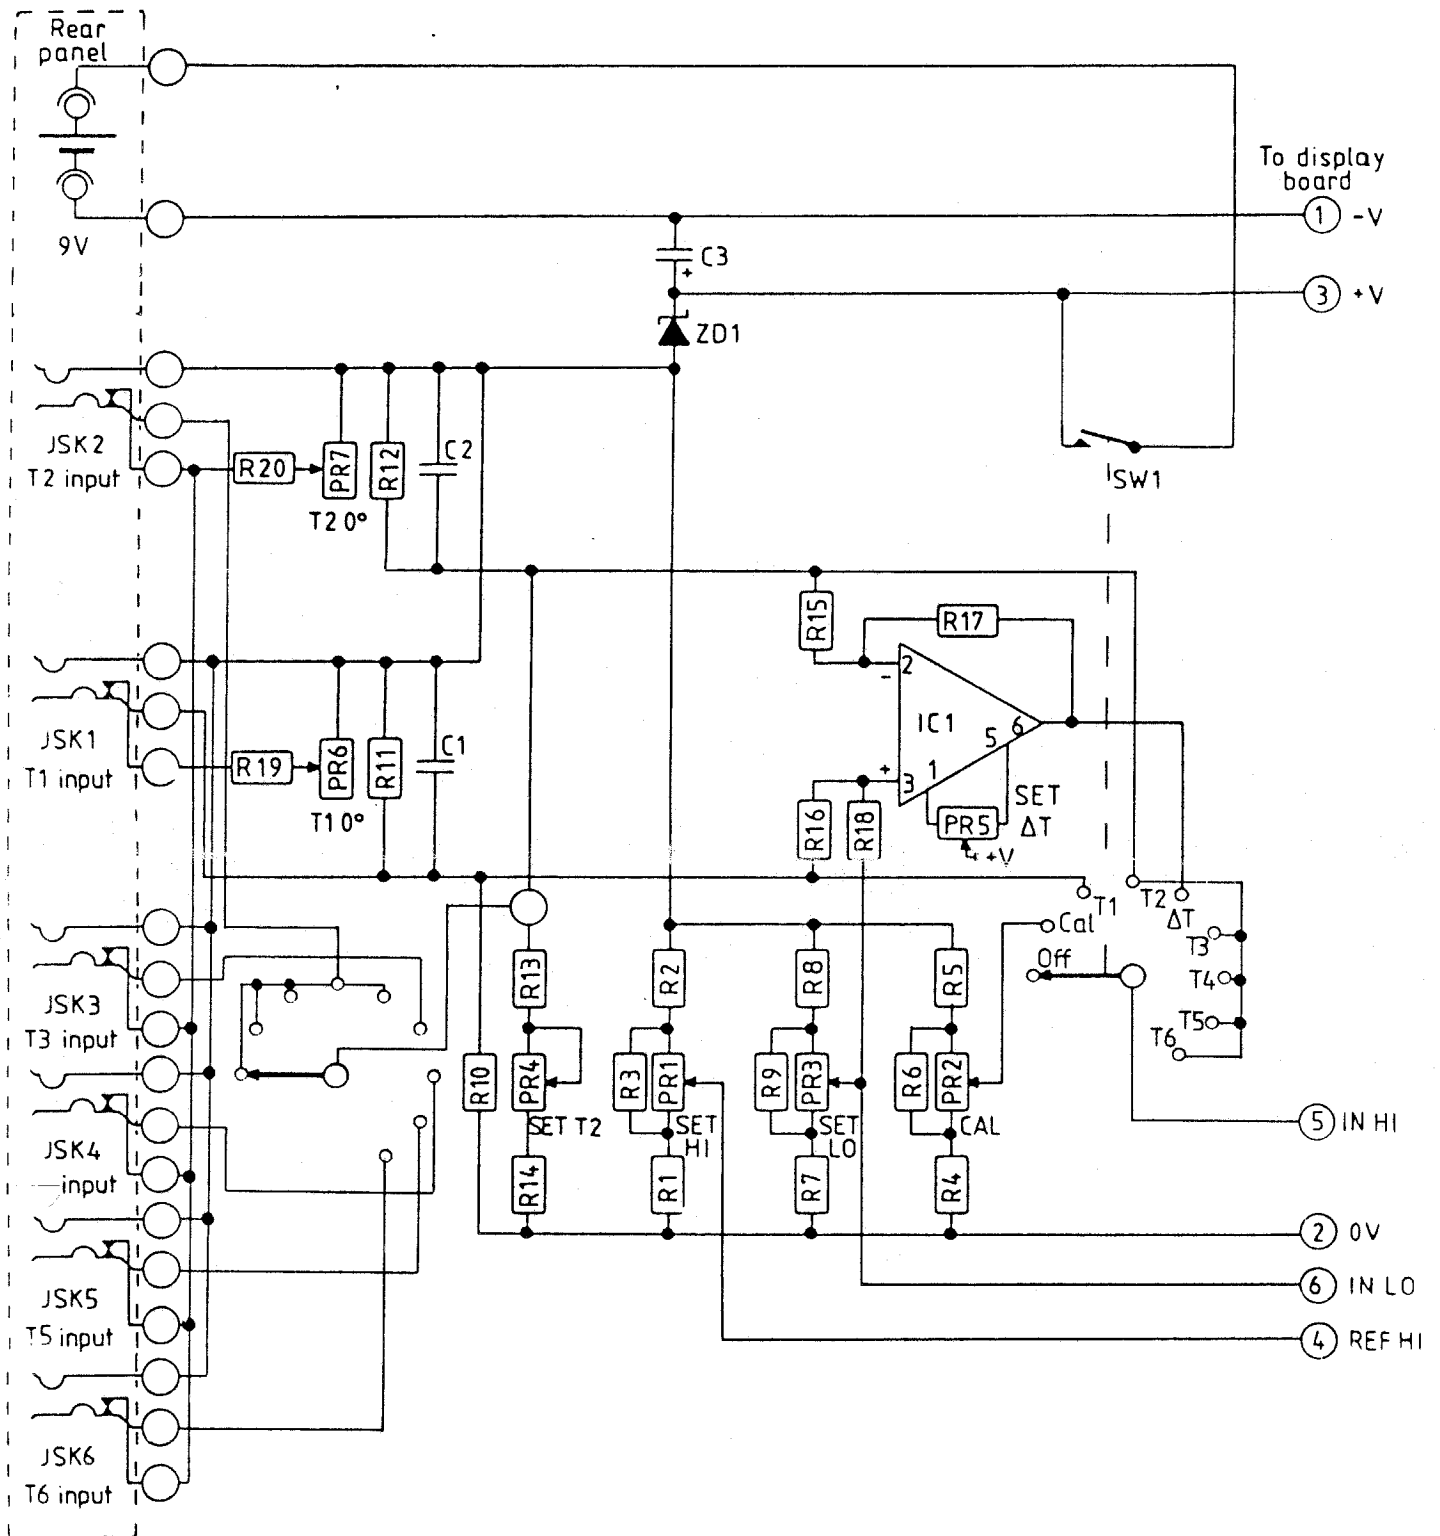 Rear
panel
9V
To display
board
1 -V
C3
+
3 +V
ZD1
JSK2
T2 input
R20
PR7
R12
C2
T2 0°
SW1
R15
R17
2
-
IC1
5
6
+
3
1
SET
ΔT
PR5
+V
R16
R18
JSK1
T1 input
R19
PR6
R11
C1
T1 0°
T1
T2
ΔT
T3
T4
T5
T6
Cal
Off
JSK3
T3 input
R13
R2
R8
R5
R10
PR4
R3
PR1
R9
PR3
R6
PR2
SET T2
SET
HI
SET
LO
CAL
R14
R1
R7
R4
5 IN HI
JSK4
input
2 0V
6 IN LO
4 REF HI
JSK5
T5 input
JSK6
T6 input